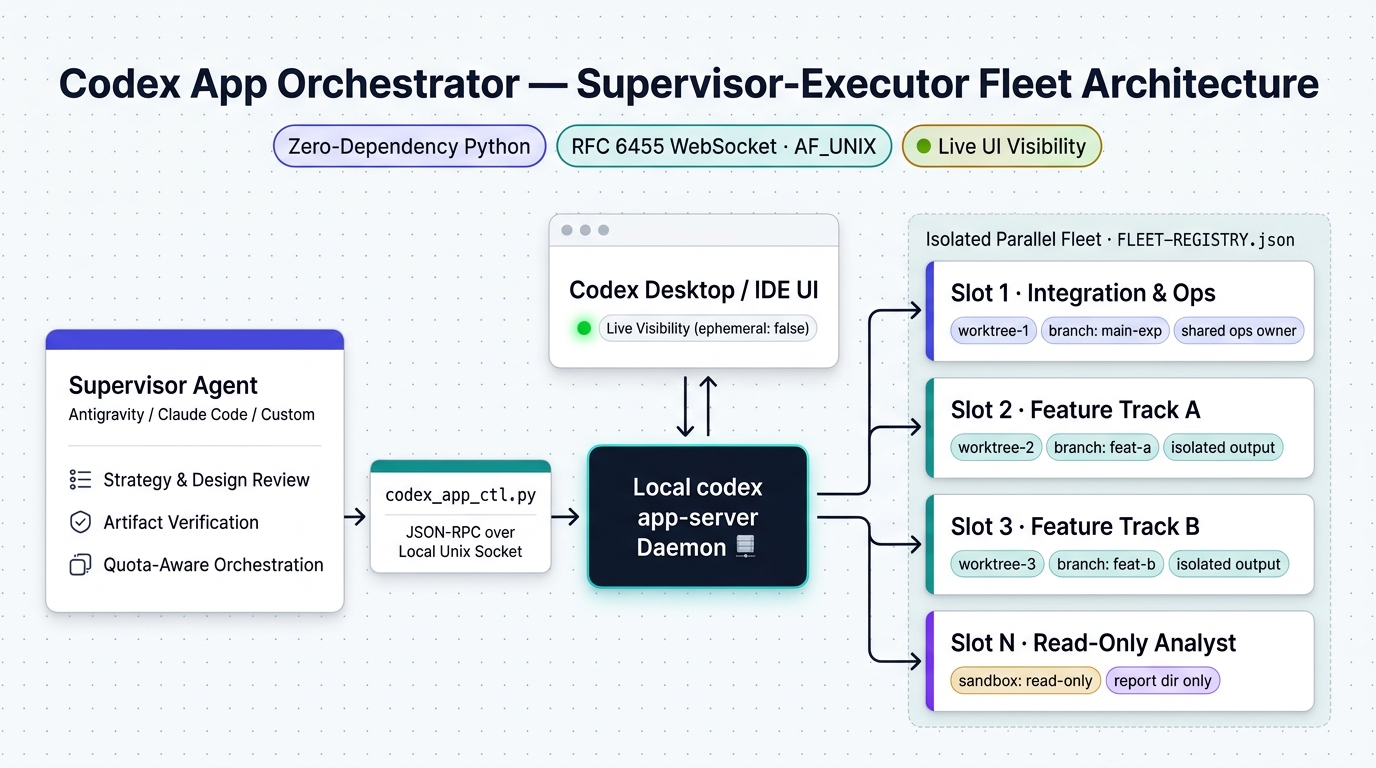 Codex App Orchestrator — Supervisor-Executor Fleet Architecture
Zero-Dependency Python
RFC 6455 WebSocket · AF_UNIX
Live UI Visibility
Codex Desktop / IDE UI
Live Visibility (ephemeral: false)
Supervisor Agent
Antigravity / Claude Code / Custom
Strategy & Design Review
Artifact Verification
Quota-Aware Orchestration
codex_app_ctl.py
JSON-RPC over
Local Unix Socket
Local codex
app-server
Daemon
Isolated Parallel Fleet · FLEET-REGISTRY.json
Slot 1 · Integration & Ops
worktree-1 branch: main-exp shared ops owner
Slot 2 · Feature Track A
worktree-2 branch: feat-a isolated output
Slot 3 · Feature Track B
worktree-3 branch: feat-b isolated output
Slot N · Read-Only Analyst
sandbox: read-only report dir only